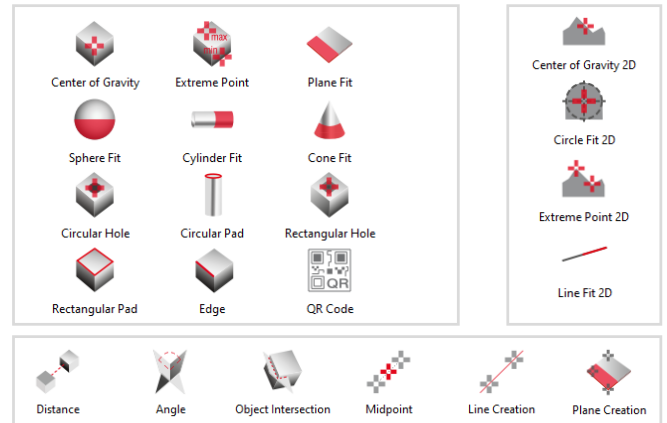 max
min
Center of Gravity Extreme Point Plane Fit
Sphere Fit Cylinder Fit Cone Fit
Circular Hole Circular Pad Rectangular Hole
QR
Rectangular Pad Edge QR Code
Center of Gravity 2D
Circle Fit 2D
Extreme Point 2D
Line Fit 2D
Distance Angle Object Intersection Midpoint Line Creation Plane Creation